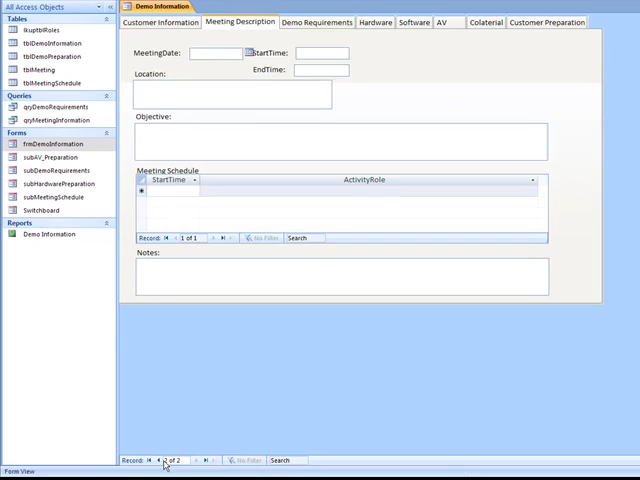 All Access Objects
Tables
lkuptblRoles
tblDemoInformation
tblDemoPreparation
tblMeeting
tblMeetingSchedule
Queries
qryDemoRequirements
qryMeetingInformation
Forms
frmDemoInformation
subAV_Preparation
subDemoRequirements
subHardwarePreparation
subMeetingSchedule
Switchboard
Reports
Demo Information
Demo Information
Customer Information Meeting Description Demo Requirements Hardware Software AV Colaterial Customer Preparation
MeetingDate: StartTime:
EndTime:
Location:
Objective:
Meeting Schedule
StartTime ActivityRole
Record: 1 of 1 No Filter Search
Notes:
Record: 2 of 2 No Filter Search
Form View